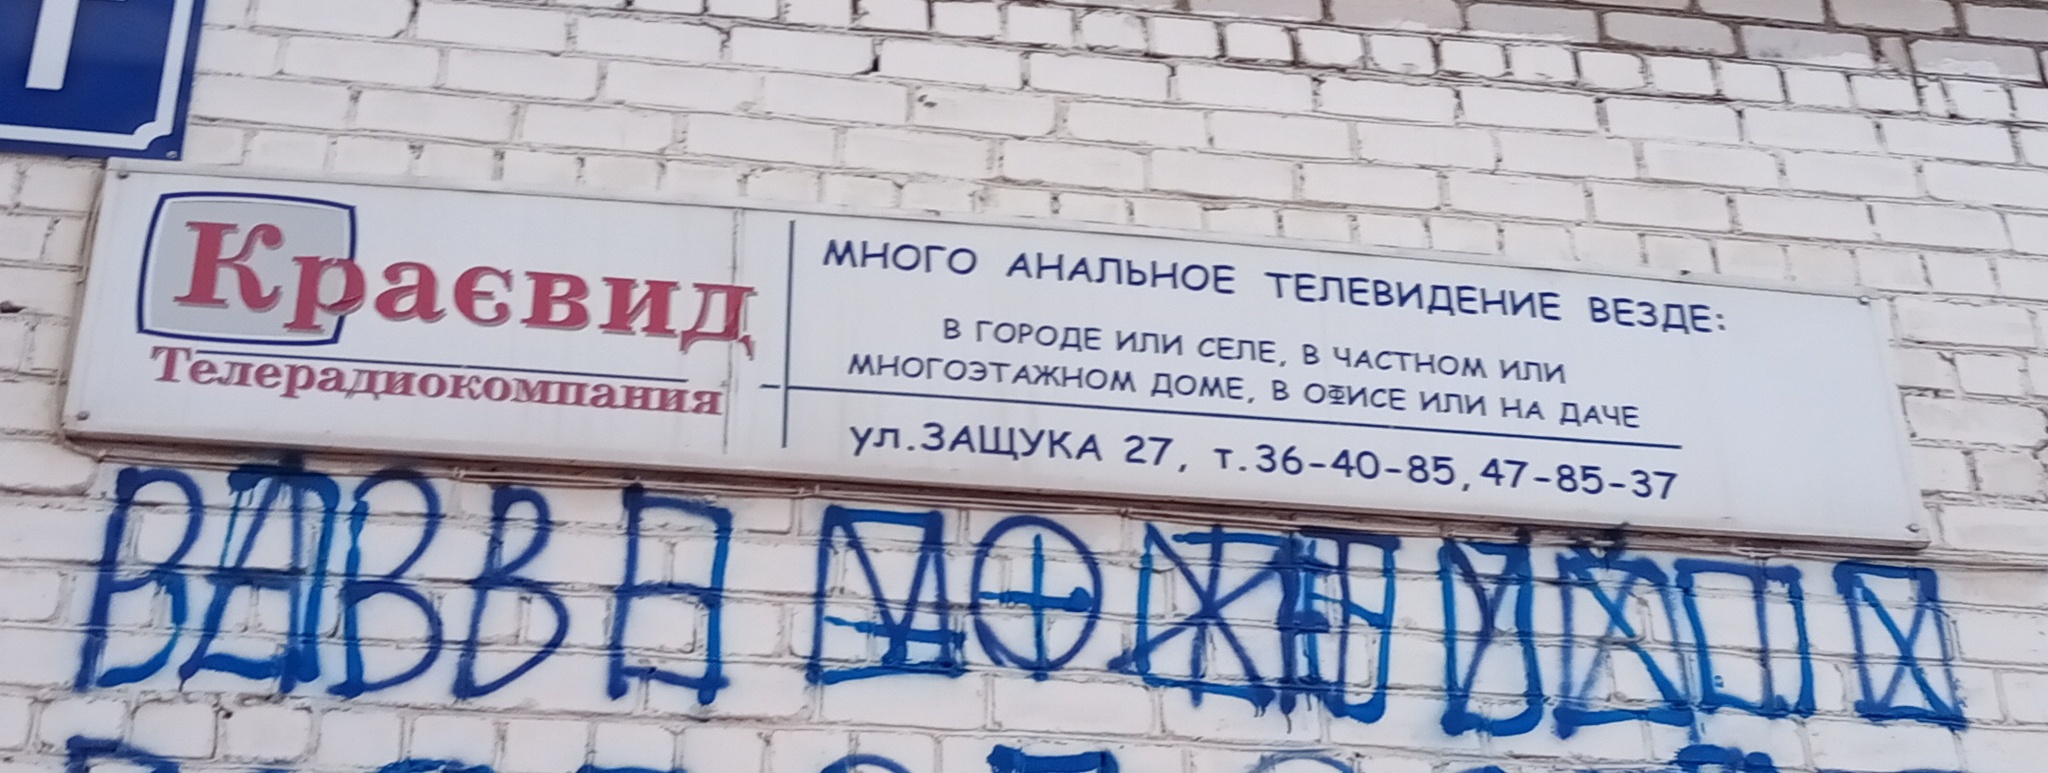 Краєвид
Телерадиокомпания
МНОГО АНАЛЬНОЕ ТЕЛЕВИДЕНИЕ ВЕЗДЕ:
В ГОРОДЕ ИЛИ СЕЛЕ, В ЧАСТНОМ ИЛИ
МНОГОЭТАЖНОМ ДОМЕ, В ОФИСЕ ИЛИ НА ДАЧЕ
ул.ЗАЩУКА 27, т.36-40-85,47-85-37